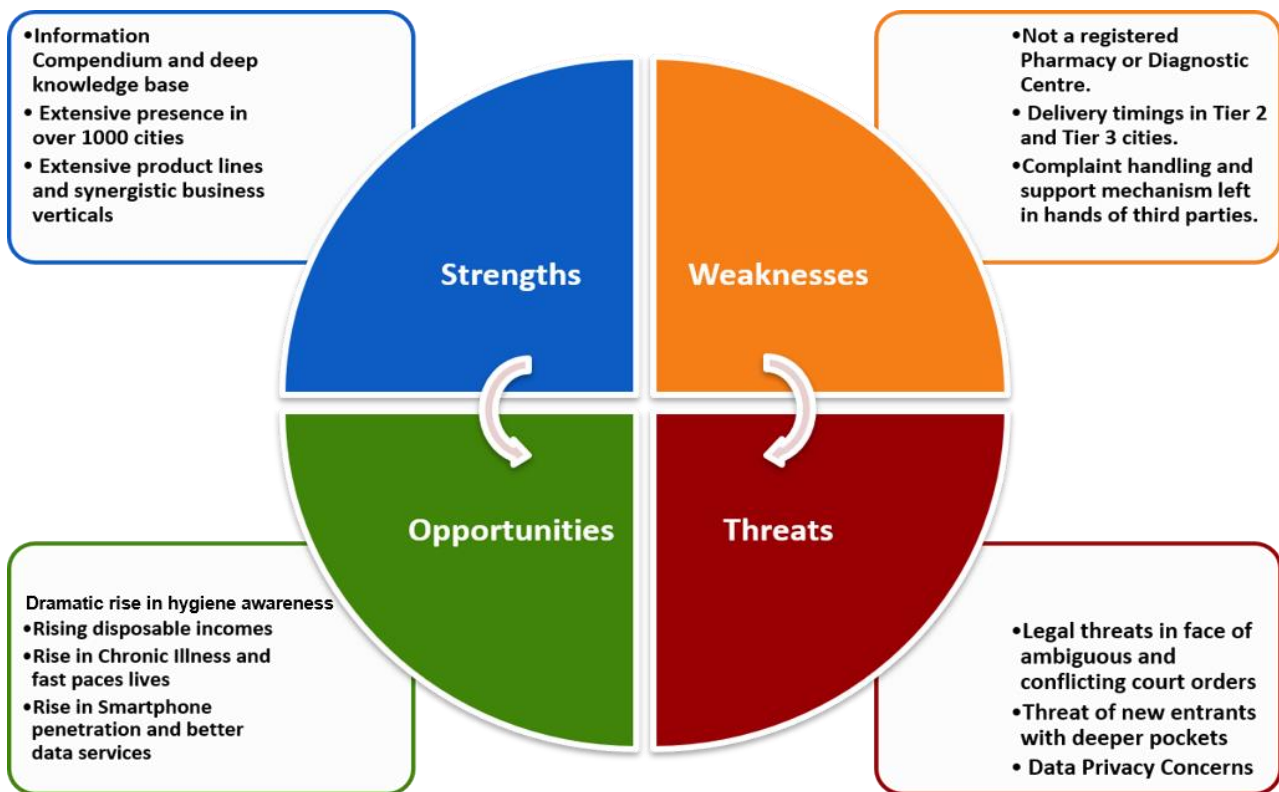 •Information
Compendium and deep
knowledge base
• Extensive presence in
over 1000 cities
• Extensive product lines
and synergistic business
verticals
•Not a registered
Pharmacy or Diagnostic
Centre.
• Delivery timings in Tier 2
and Tier 3 cities.
•Complaint handling and
support mechanism left
in hands of third parties.
Strengths
Weaknesses
Opportunities
Threats
Dramatic rise in hygiene awareness
•Rising disposable incomes
•Rise in Chronic Illness and
fast paces lives
•Rise in Smartphone
penetration and better
data services
•Legal threats in face of
ambiguous and
conflicting court orders
•Threat of new entrants
with deeper pockets
• Data Privacy Concerns